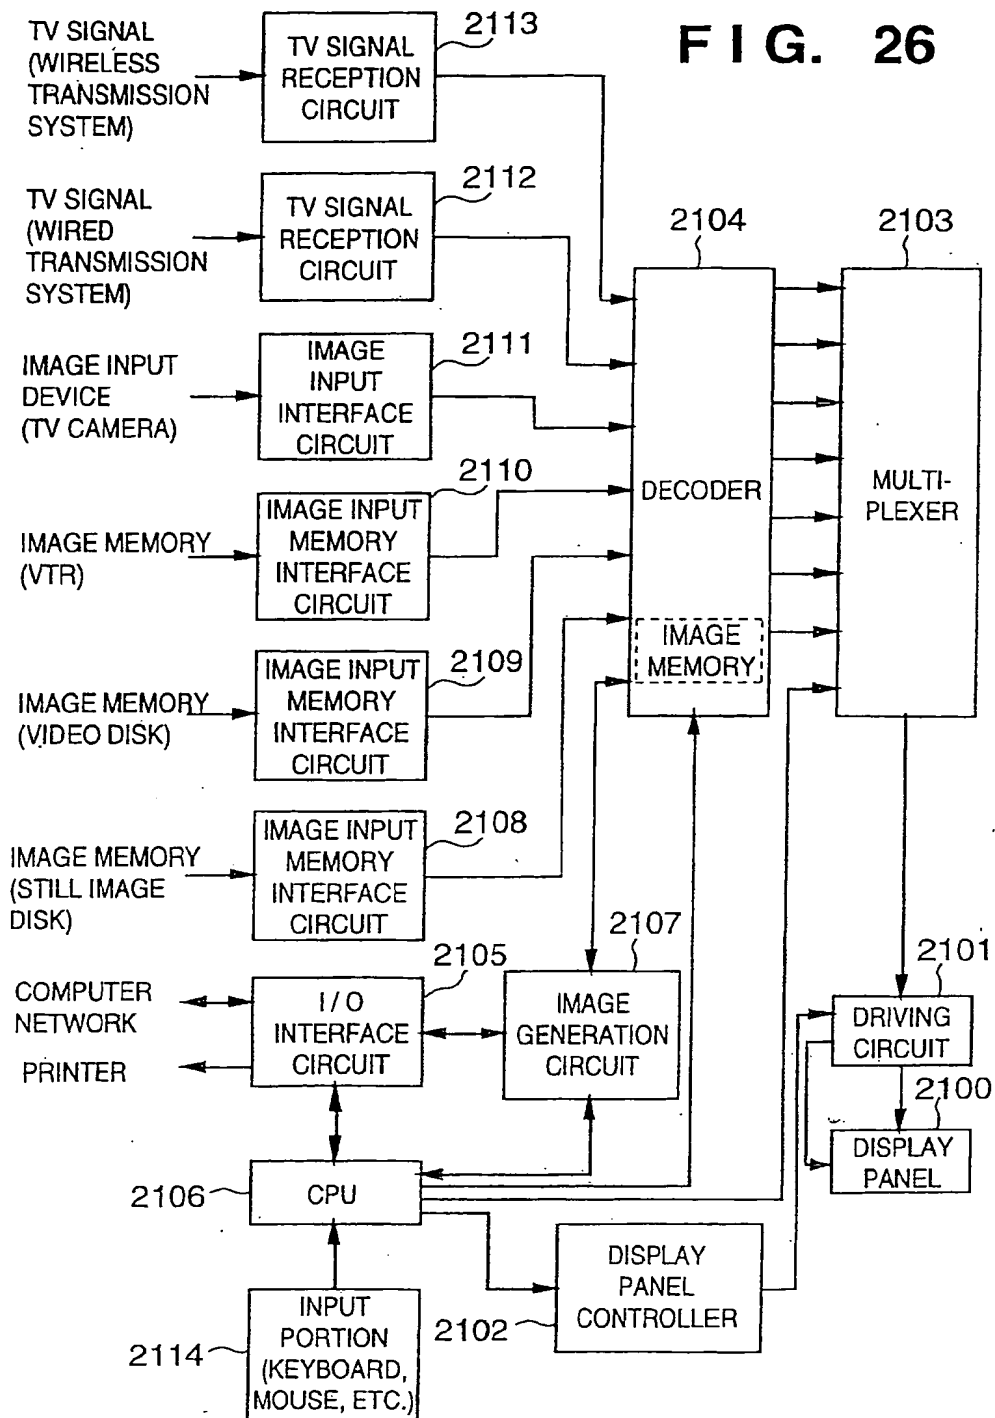 FIG. 26
TV SIGNAL
(WIRELESS
TRANSMISSION
SYSTEM)
TV SIGNAL
RECEPTION
CIRCUIT
2113
TV SIGNAL
(WIRED
TRANSMISSION
SYSTEM)
TV SIGNAL
RECEPTION
CIRCUIT
2112
IMAGE INPUT
DEVICE
(TV CAMERA)
IMAGE
INPUT
INTERFACE
CIRCUIT
2111
IMAGE MEMORY
(VTR)
IMAGE INPUT
MEMORY
INTERFACE
CIRCUIT
2110
IMAGE MEMORY
(VIDEO DISK)
IMAGE INPUT
MEMORY
INTERFACE
CIRCUIT
2109
IMAGE MEMORY
(STILL IMAGE
DISK)
IMAGE INPUT
MEMORY
INTERFACE
CIRCUIT
2108
2104
DECODER
IMAGE
MEMORY
2103
MULTI-
PLEXER
COMPUTER
NETWORK
PRINTER
I/O
INTERFACE
CIRCUIT
2105
IMAGE
GENERATION
CIRCUIT
2107
2101
DRIVING
CIRCUIT
2100
DISPLAY
PANEL
2106
CPU
DISPLAY
PANEL
CONTROLLER
2102
2114
INPUT
PORTION
(KEYBOARD,
MOUSE, ETC.)